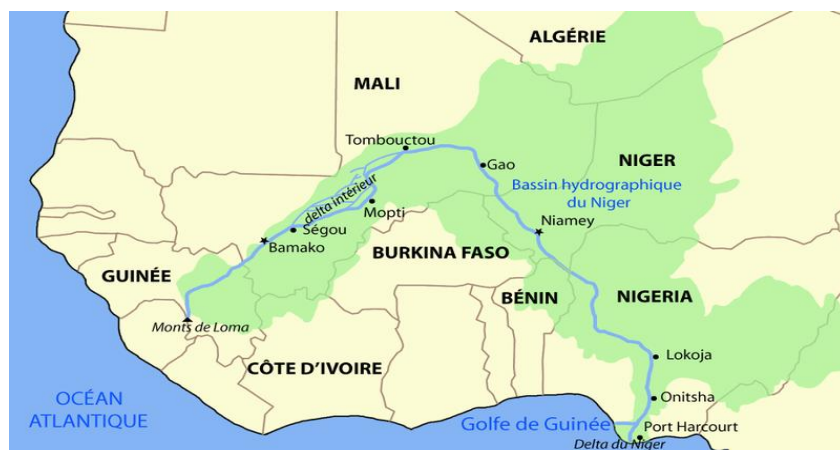 ALGÉRIE
MALI
Tombouctou
Gao
NIGER
delta intérieur
Bassin hydrographique
du Niger
Mopti
Niamey
Ségou
Bamako
BURKINA FASO
GUINÉE
BÉNIN
NIGERIA
Monts de Loma
Lokoja
CÔTE D'IVOIRE
OCÉAN
ATLANTIQUE
Onitsha
Golfe de Guinée
Port Harcourt
Delta du Niger